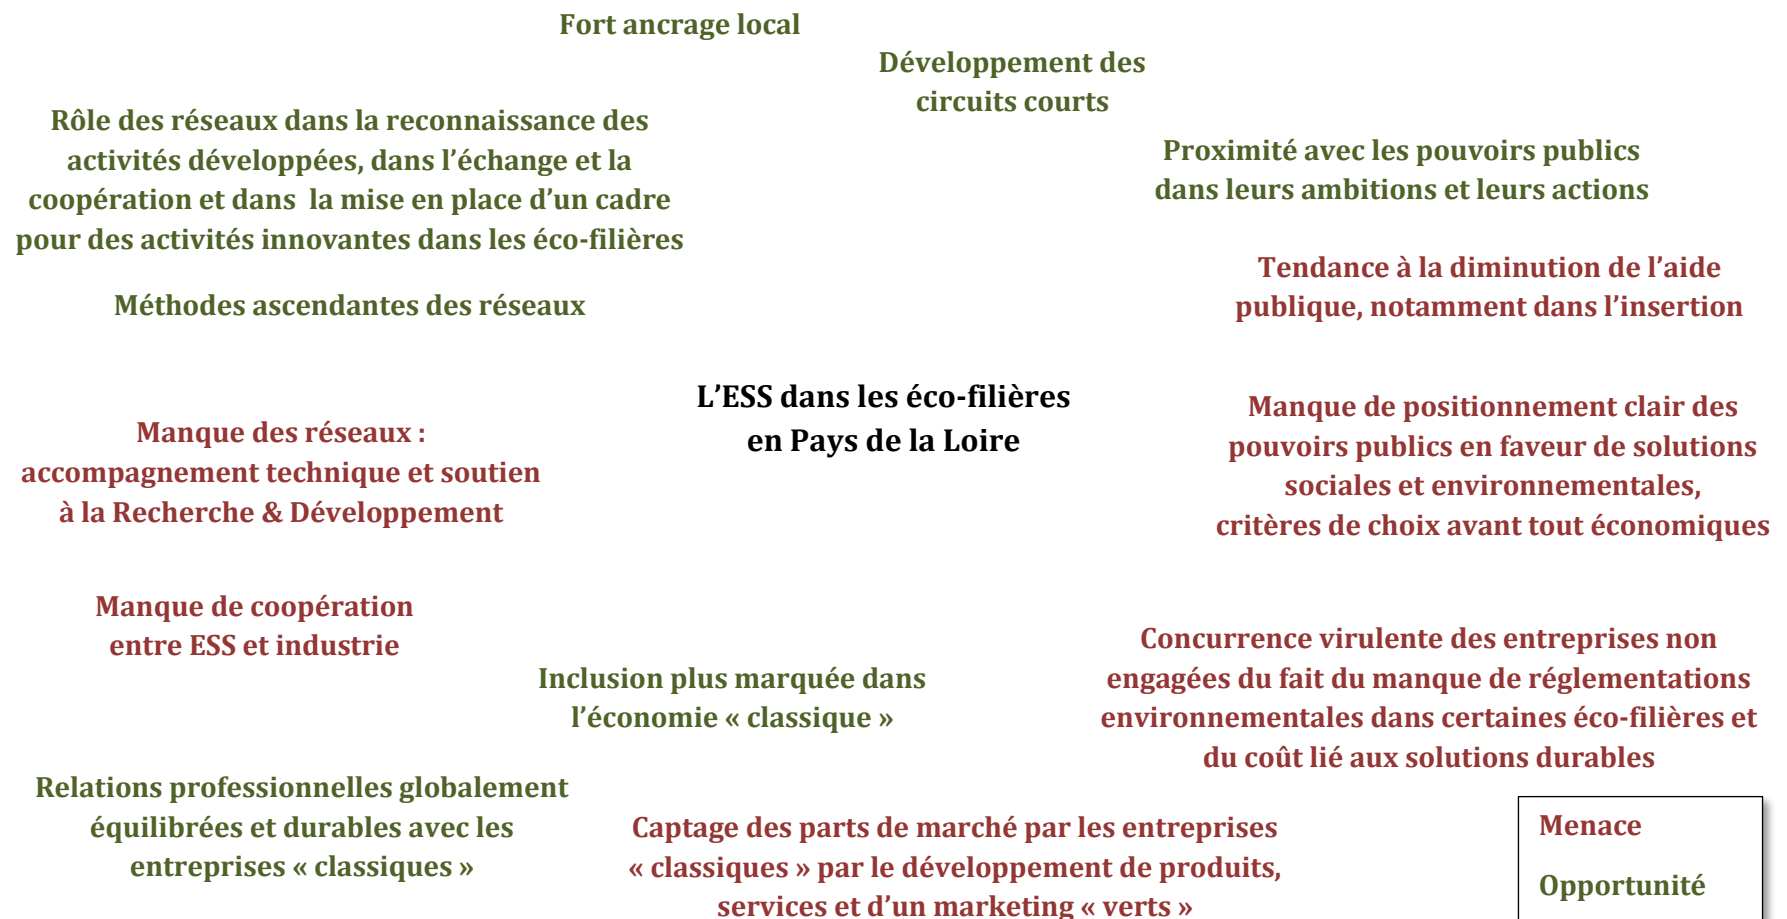 Fort ancrage local
Développement des
circuits courts
Rôle des réseaux dans la reconnaissance des
activités développées, dans l’échange et la
coopération et dans la mise en place d’un cadre
pour des activités innovantes dans les éco-filières
Proximité avec les pouvoirs publics
dans leurs ambitions et leurs actions
Méthodes ascendantes des réseaux
Tendance à la diminution de l’aide
publique, notamment dans l’insertion
L’ESS dans les éco-filières
en Pays de la Loire
Manque des réseaux :
accompagnement technique et soutien
à la Recherche & Développement
Manque de positionnement clair des
pouvoirs publics en faveur de solutions
sociales et environnementales,
critères de choix avant tout économiques
Manque de coopération
entre ESS et industrie
Concurrence virulente des entreprises non
engagées du fait du manque de réglementations
environnementales dans certaines éco-filières et
du coût lié aux solutions durables
Inclusion plus marquée dans
l’économie « classique »
Relations professionnelles globalement
équilibrées et durables avec les
entreprises « classiques »
Captage des parts de marché par les entreprises
« classiques » par le développement de produits,
services et d’un marketing « verts »
Menace
Opportunité